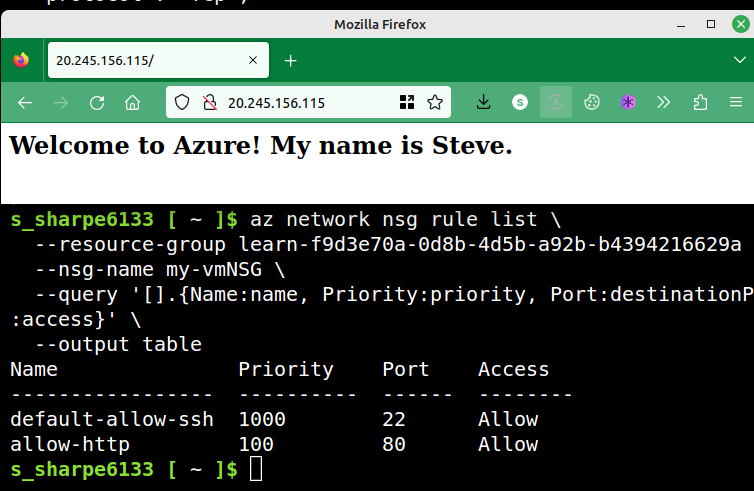 Mozilla Firefox
20.245.156.115/
20.245.156.115
Welcome to Azure! My name is Steve.
s_sharpe6133 [ ~ ]$ az network nsg rule list \
--resource-group learn-f9d3e70a-0d8b-4d5b-a92b-b4394216629a
--nsg-name my-vmNSG \
--query '[].{Name:name, Priority:priority, Port:destinationP
:access}' \
--output table
Name Priority Port Access
----------------- ---------- ------ --------
default-allow-ssh 1000 22 Allow
allow-http 100 80 Allow
s_sharpe6133 [ ~ ]$